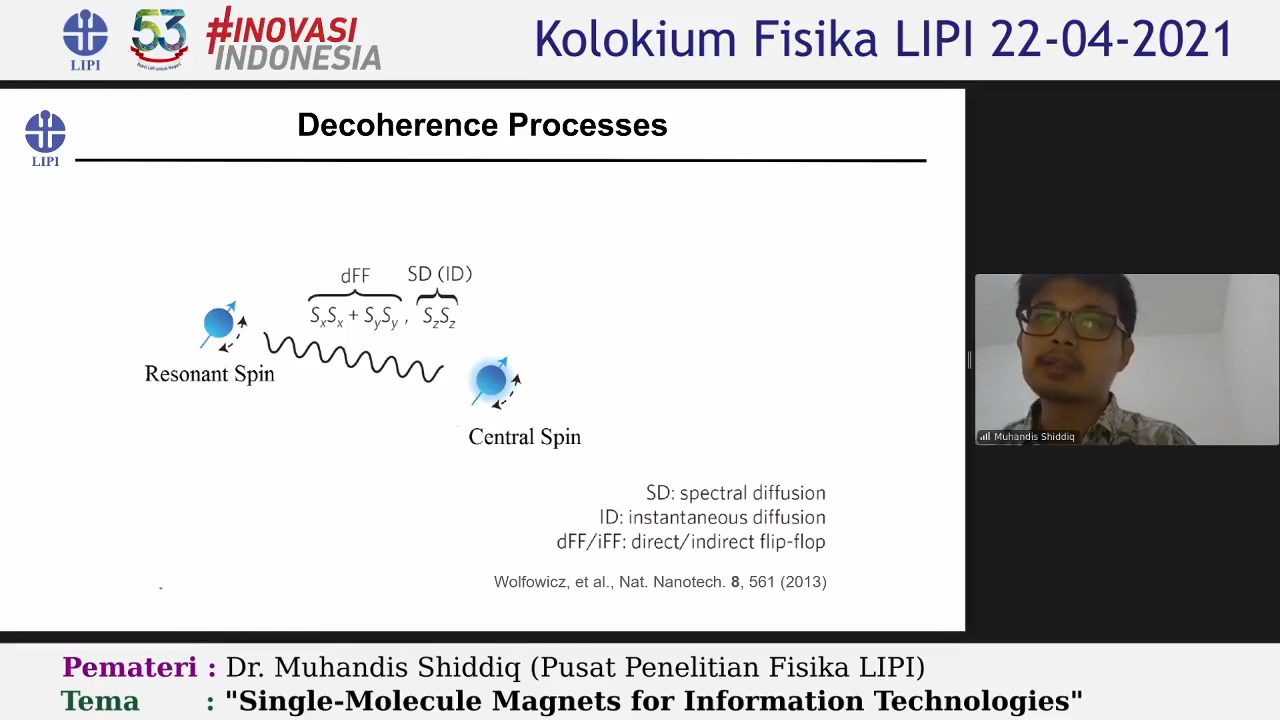 LIPI
53
#INOVASI
INDONESIA
Kolokium Fisika LIPI 22-04-2021
LIPI
Decoherence Processes
dFF
SD (ID)
SxSx + SySy , SzSz
Resonant Spin
Central Spin
SD: spectral diffusion
ID: instantaneous diffusion
dFF/iFF: direct/indirect flip-flop
Wolfowicz, et al., Nat. Nanotech. 8, 561 (2013)
Muhandis Shiddiq
Pemateri : Dr. Muhandis Shiddiq (Pusat Penelitian Fisika LIPI)
Tema : "Single-Molecule Magnets for Information Technologies"